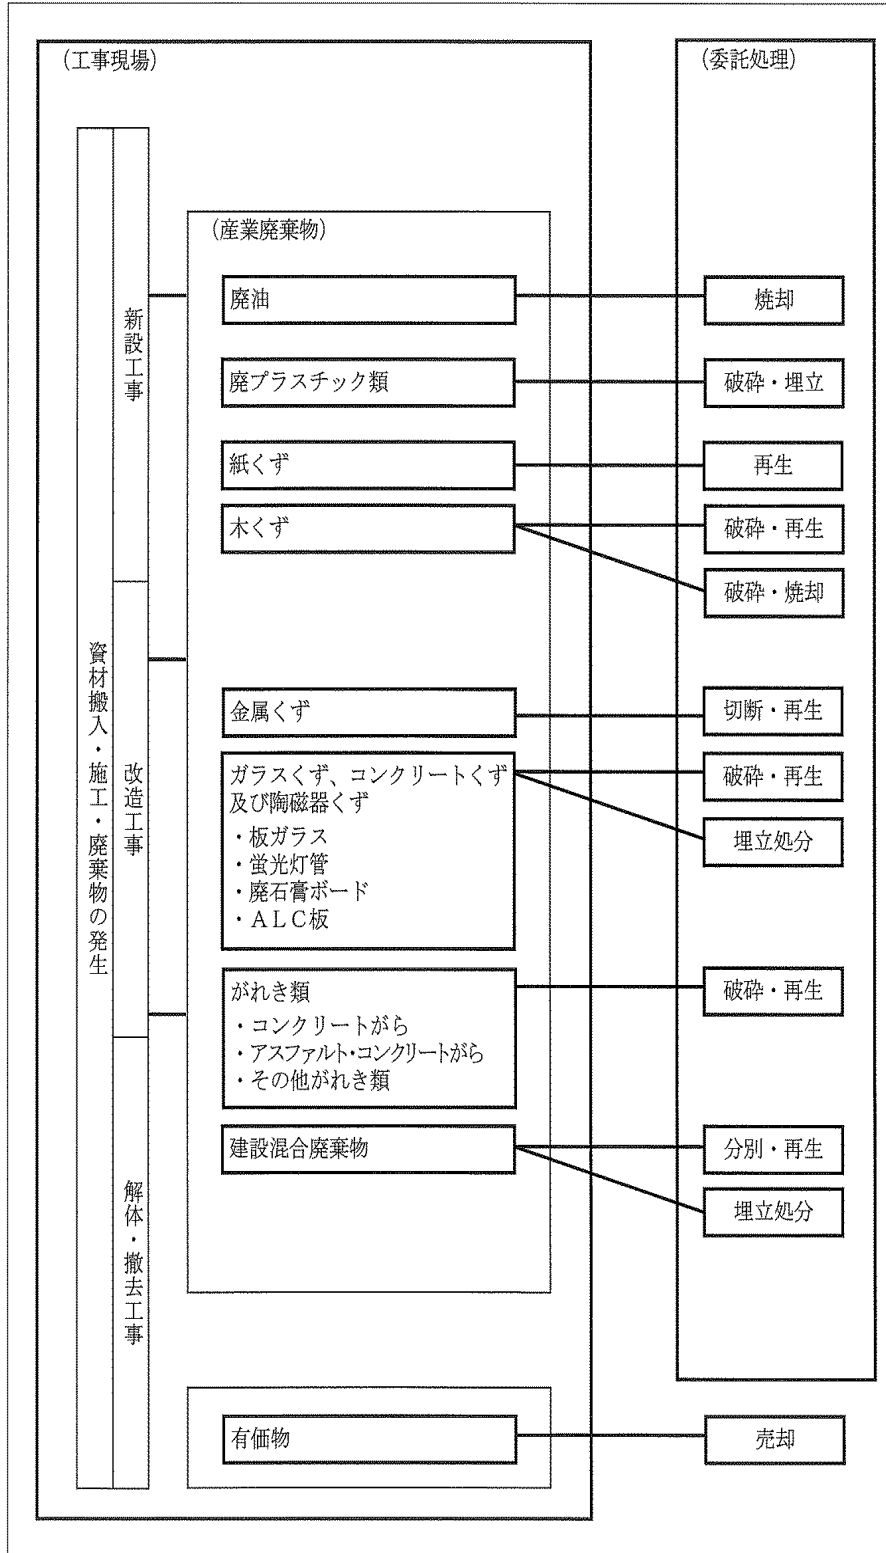 (工事現場)
(委託処理)
資材搬入・施工・廃棄物の発生
新設工事
改造工事
解体・撤去工事
(産業廃棄物)
廃油
焼却
廃プラスチック類
破砕・埋立
紙くず
再生
木くず
破砕・再生
破砕・焼却
金属くず
切断・再生
ガラスくず、コンクリートくず
及び陶磁器くず
・板ガラス
・蛍光灯管
・廃石膏ボード
・ALC板
破砕・再生
埋立処分
がれき類
・コンクリートがら
・アスファルト・コンクリートがら
・その他がれき類
破砕・再生
建設混合廃棄物
分別・再生
埋立処分
有価物
売却